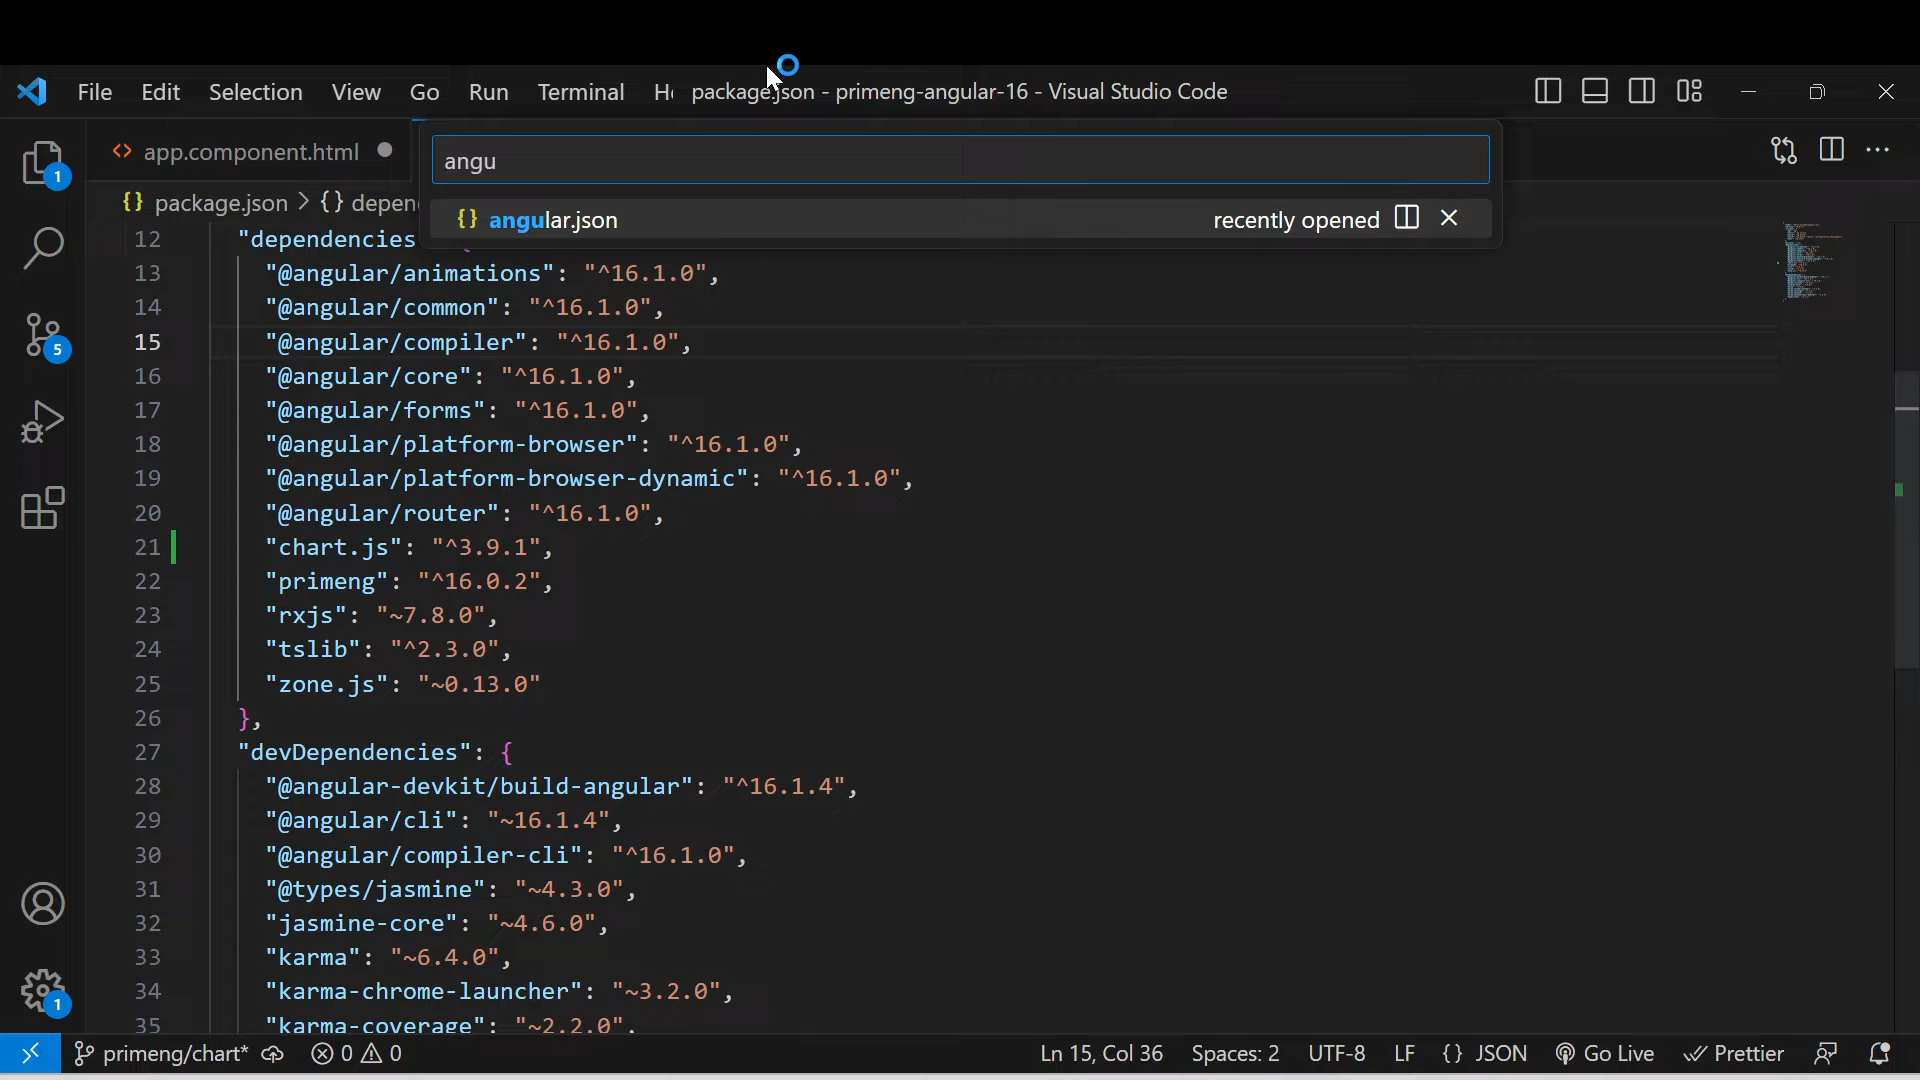 File Edit Selection View Go Run Terminal He package.json - primeng-angular-16 - Visual Studio Code
app.component.html
angu
1
{} package.json > {} depen
{} angular.json recently opened
12 "dependencies
13 "@angular/animations": "^16.1.0",
14 "@angular/common": "^16.1.0",
15 "@angular/compiler": "^16.1.0",
5
16 "@angular/core": "^16.1.0",
17 "@angular/forms": "^16.1.0",
18 "@angular/platform-browser": "^16.1.0",
19 "@angular/platform-browser-dynamic": "^16.1.0",
20 "@angular/router": "^16.1.0",
21 "chart.js": "^3.9.1",
22 "primeng": "^16.0.2",
23 "rxjs": "~7.8.0",
24 "tslib": "^2.3.0",
25 "zone.js": "~0.13.0"
26 },
27 "devDependencies": {
28 "@angular-devkit/build-angular": "^16.1.4",
29 "@angular/cli": "~16.1.4",
30 "@angular/compiler-cli": "^16.1.0",
31 "@types/jasmine": "~4.3.0",
32 "jasmine-core": "~4.6.0",
33 "karma": "~6.4.0",
34 "karma-chrome-launcher": "~3.2.0",
1
35 "karma-coverage": "~2.2.0",
primeng/chart* 0 0 Ln 15, Col 36 Spaces: 2 UTF-8 LF {} JSON Go Live Prettier